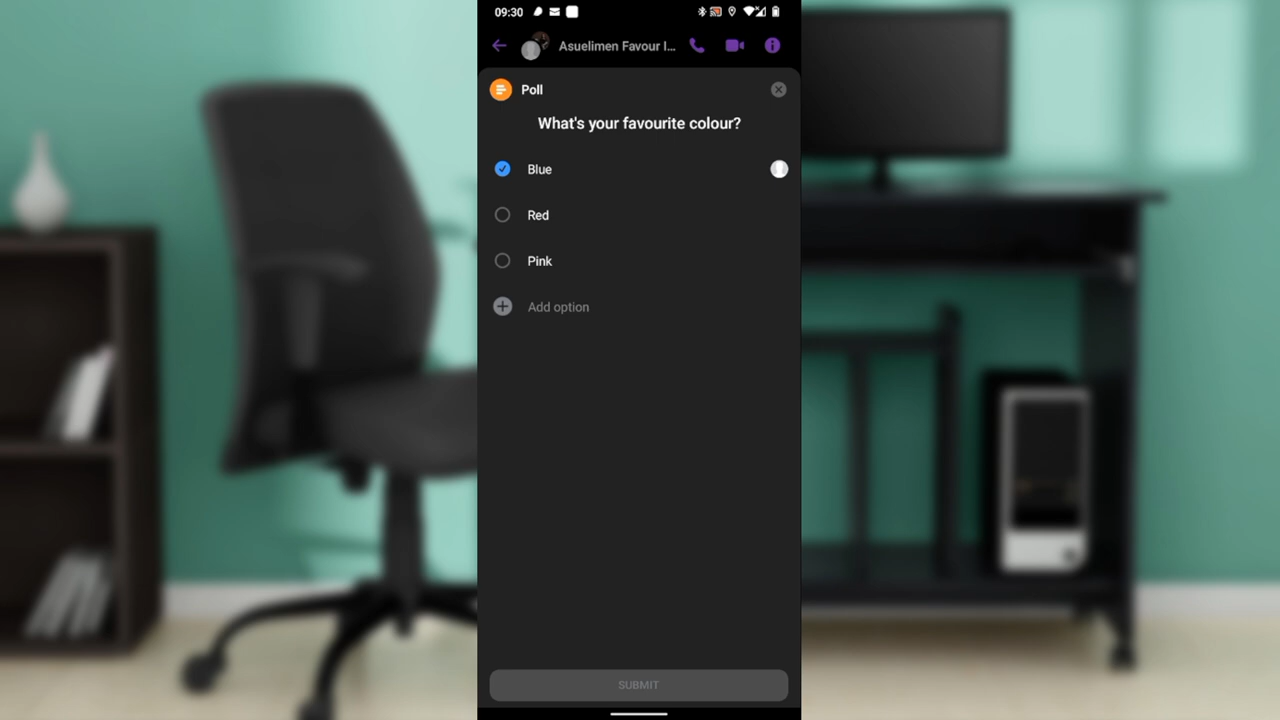 09:30
Asuelimen Favour I...
Poll
What's your favourite colour?
Blue
Red
Pink
Add option
SUBMIT